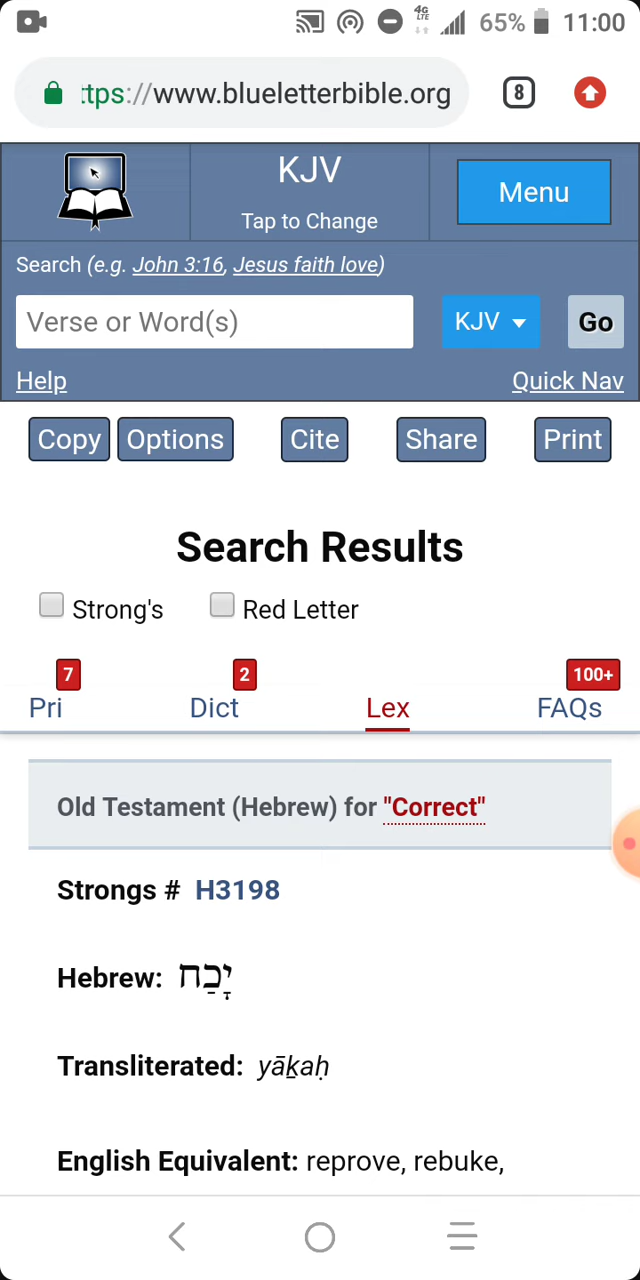 4G LTE 65% 11:00
ttps://www.blueletterbible.org 8
KJV
Tap to Change
Menu
Search (e.g. John 3:16, Jesus faith love)
Verse or Word(s) KJV Go
Help Quick Nav
Copy Options Cite Share Print
Search Results
Strong's Red Letter
7 2 100+
Pri Dict Lex FAQs
Old Testament (Hebrew) for "Correct"
Strongs # H3198
Hebrew: יָכַח
Transliterated: yāḵaḥ
English Equivalent: reprove, rebuke,